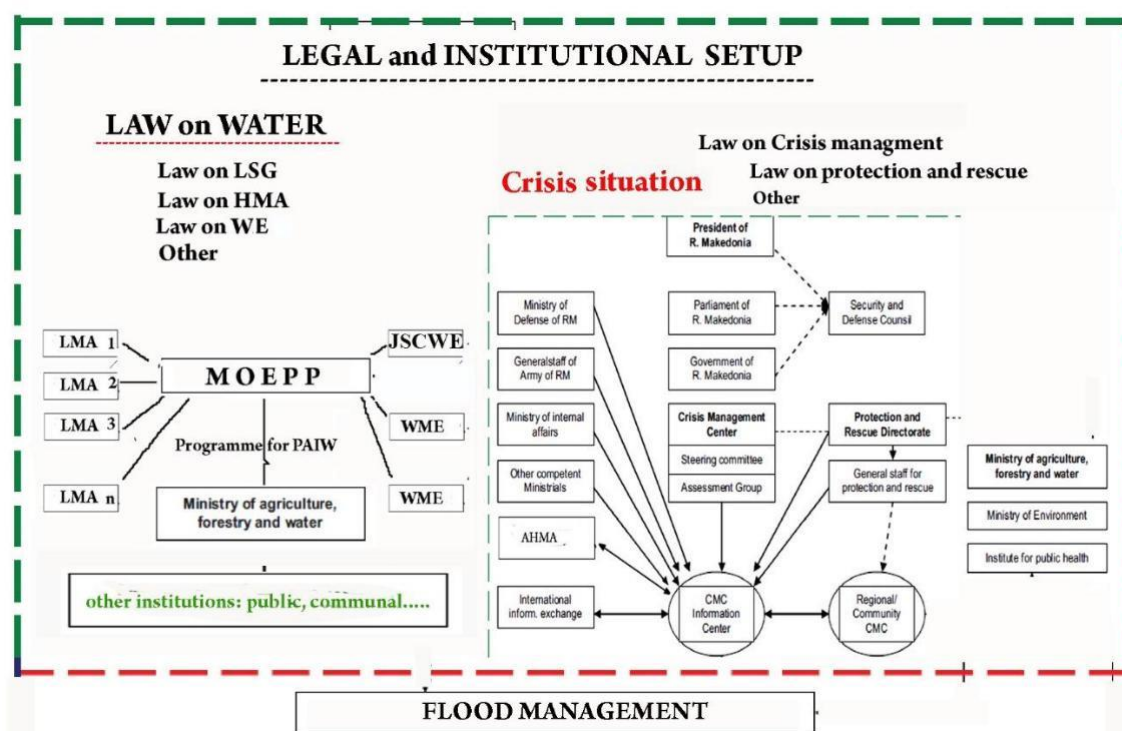 LEGAL and INSTITUTIONAL SETUP
LAW on WATER
Law on LSG
Law on HMA
Law on WE
Other
LMA 1
LMA 2
LMA 3
LMA n
MOEPP
JSCWE
WME
WME
Programme for PAIW
Ministry of agriculture,
forestry and water
other institutions: public, communal.....
Law on Crisis managment
Law on protection and rescue
Other
Crisis situation
President of
R. Makedonia
Ministry of
Defense of RM
Parliament of
R. Makedonia
Security and
Defense Counsil
Generalstaff of
Army of RM
Government of
R. Makedonia
Ministry of internal
affairs
Crisis Management
Center
Steering committee
Assessment Group
Protection and
Rescue Directorate
General staff for
protection and rescue
Other competent
Ministrials
AHMA
International
inform. exchange
CMC
Information
Center
Regional/
Community
CMC
Ministry of agriculture,
forestry and water
Ministry of Environment
Institute for public health
FLOOD MANAGEMENT